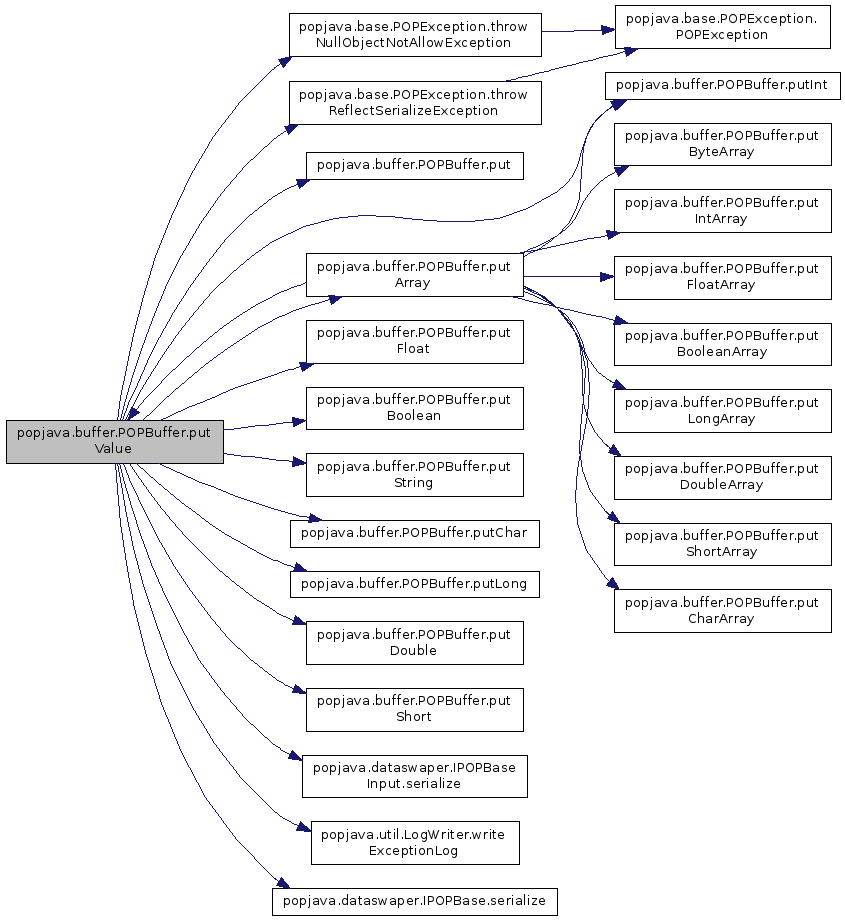 popjava.buffer.POPBuffer.put
Value
popjava.base.POPException.throw
NullObjectNotAllowException
popjava.base.POPException.throw
ReflectSerializeException
popjava.buffer.POPBuffer.put
popjava.buffer.POPBuffer.put
Array
popjava.buffer.POPBuffer.put
Float
popjava.buffer.POPBuffer.put
Boolean
popjava.buffer.POPBuffer.put
String
popjava.buffer.POPBuffer.putChar
popjava.buffer.POPBuffer.putLong
popjava.buffer.POPBuffer.put
Double
popjava.buffer.POPBuffer.put
Short
popjava.dataswaper.IPOPBase
Input.serialize
popjava.util.LogWriter.write
ExceptionLog
popjava.dataswaper.IPOPBase.serialize
popjava.base.POPException.
POPException
popjava.buffer.POPBuffer.putInt
popjava.buffer.POPBuffer.put
ByteArray
popjava.buffer.POPBuffer.put
IntArray
popjava.buffer.POPBuffer.put
FloatArray
popjava.buffer.POPBuffer.put
BooleanArray
popjava.buffer.POPBuffer.put
LongArray
popjava.buffer.POPBuffer.put
DoubleArray
popjava.buffer.POPBuffer.put
ShortArray
popjava.buffer.POPBuffer.put
CharArray